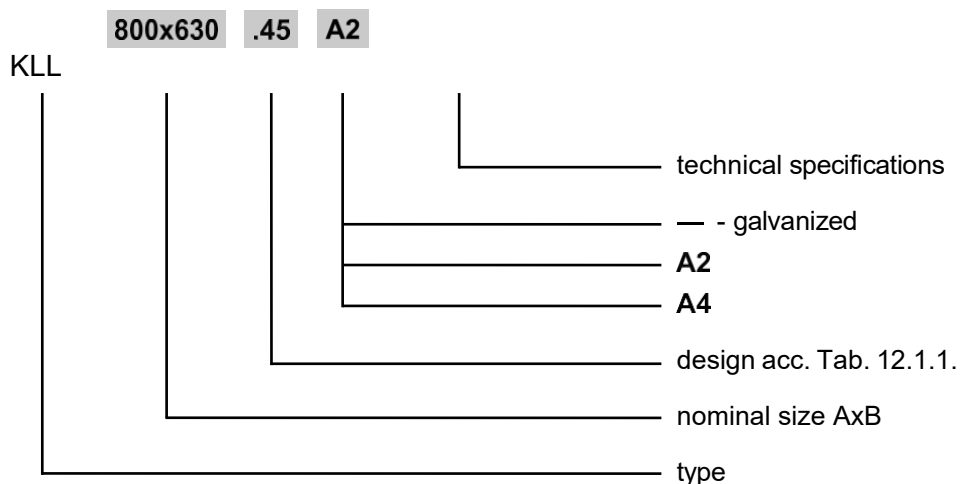 800x630 .45 A2
KLL
technical specifications
— - galvanized
A2
A4
design acc. Tab. 12.1.1.
nominal size AxB
type